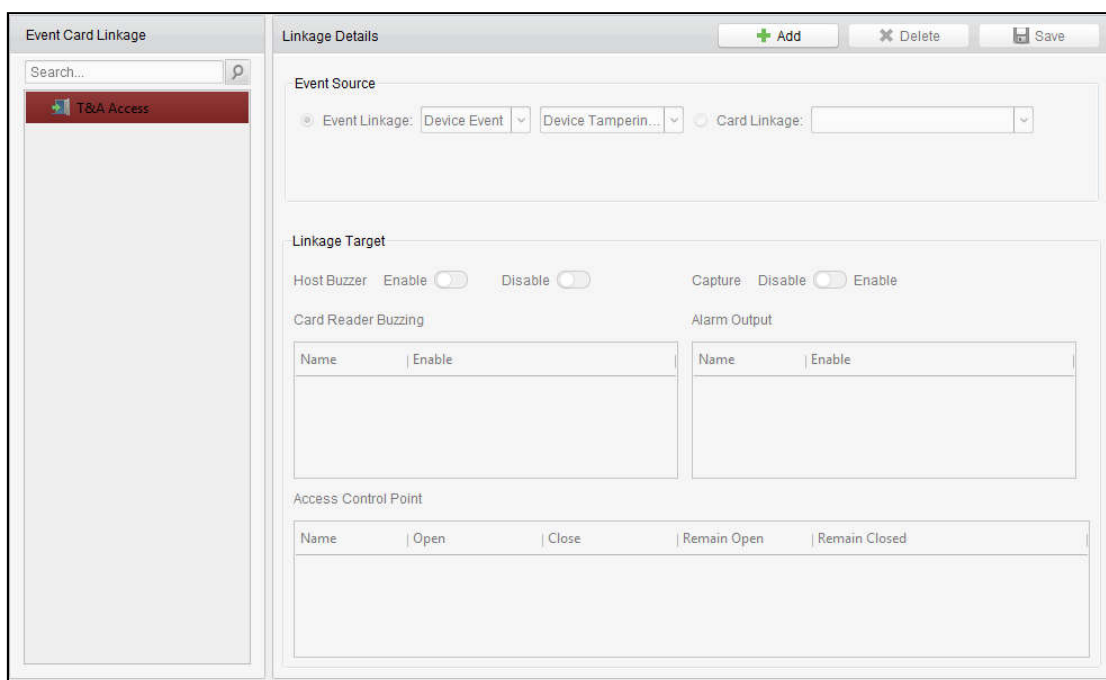 Event Card Linkage
Search...
T&A Access
Linkage Details
Add Delete Save
Event Source
Event Linkage: Device Event Device Tamperin... Card Linkage:
Linkage Target
Host Buzzer Enable Disable Capture Disable Enable
Card Reader Buzzing Alarm Output
Name Enable Name Enable
Access Control Point
Name Open Close Remain Open Remain Closed